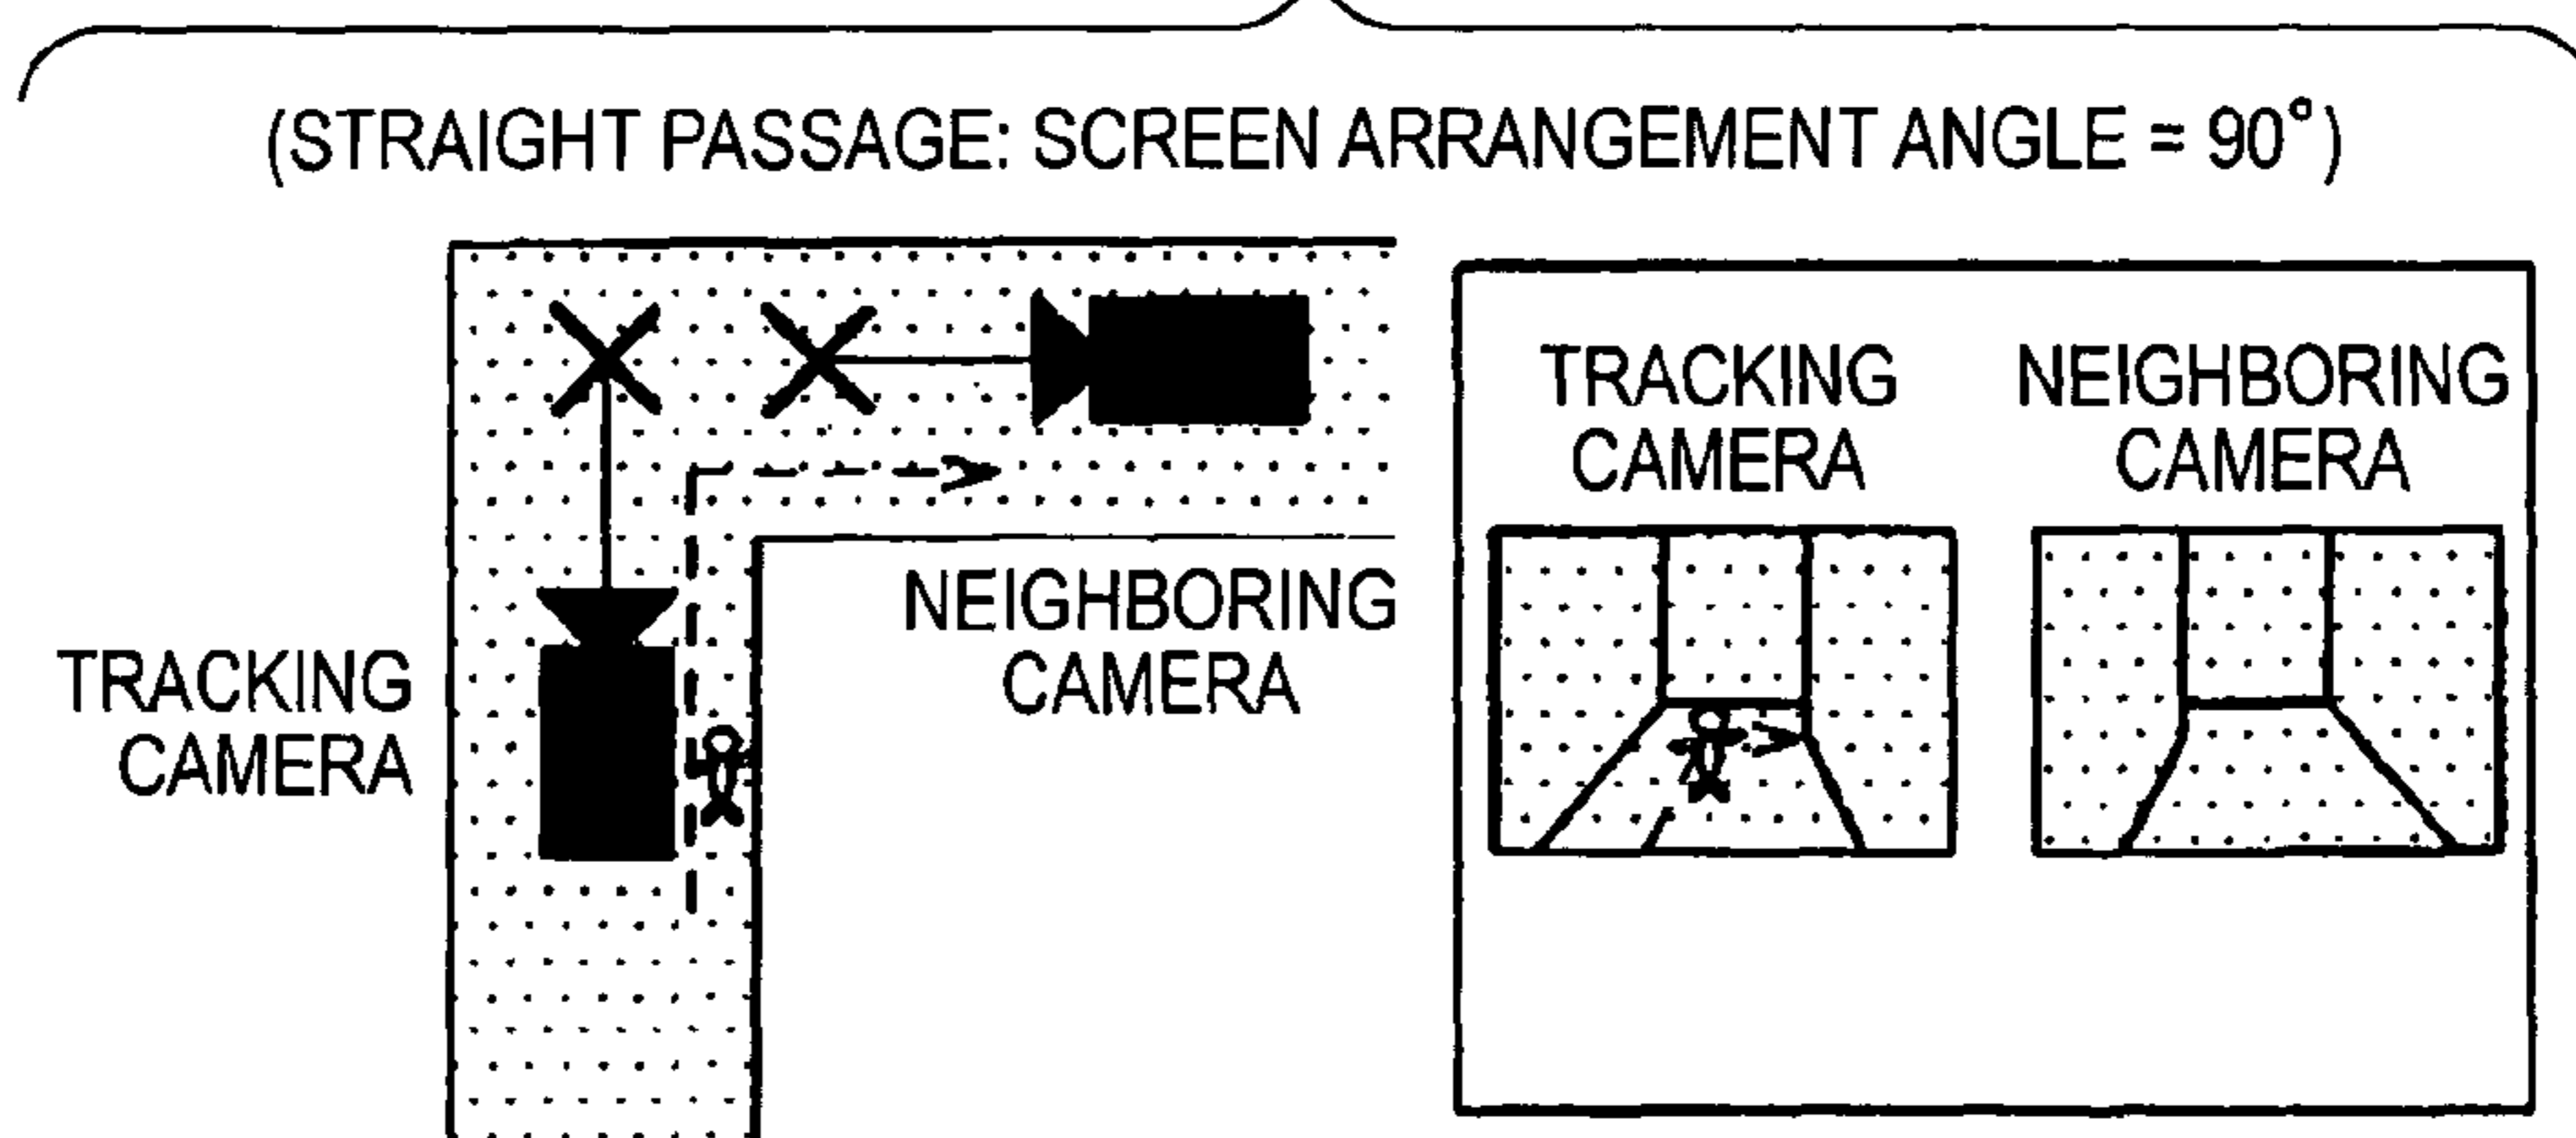 (STRAIGHT PASSAGE: SCREEN ARRANGEMENT ANGLE = 90°)
TRACKING
CAMERA
NEIGHBORING
CAMERA
TRACKING
CAMERA
NEIGHBORING
CAMERA